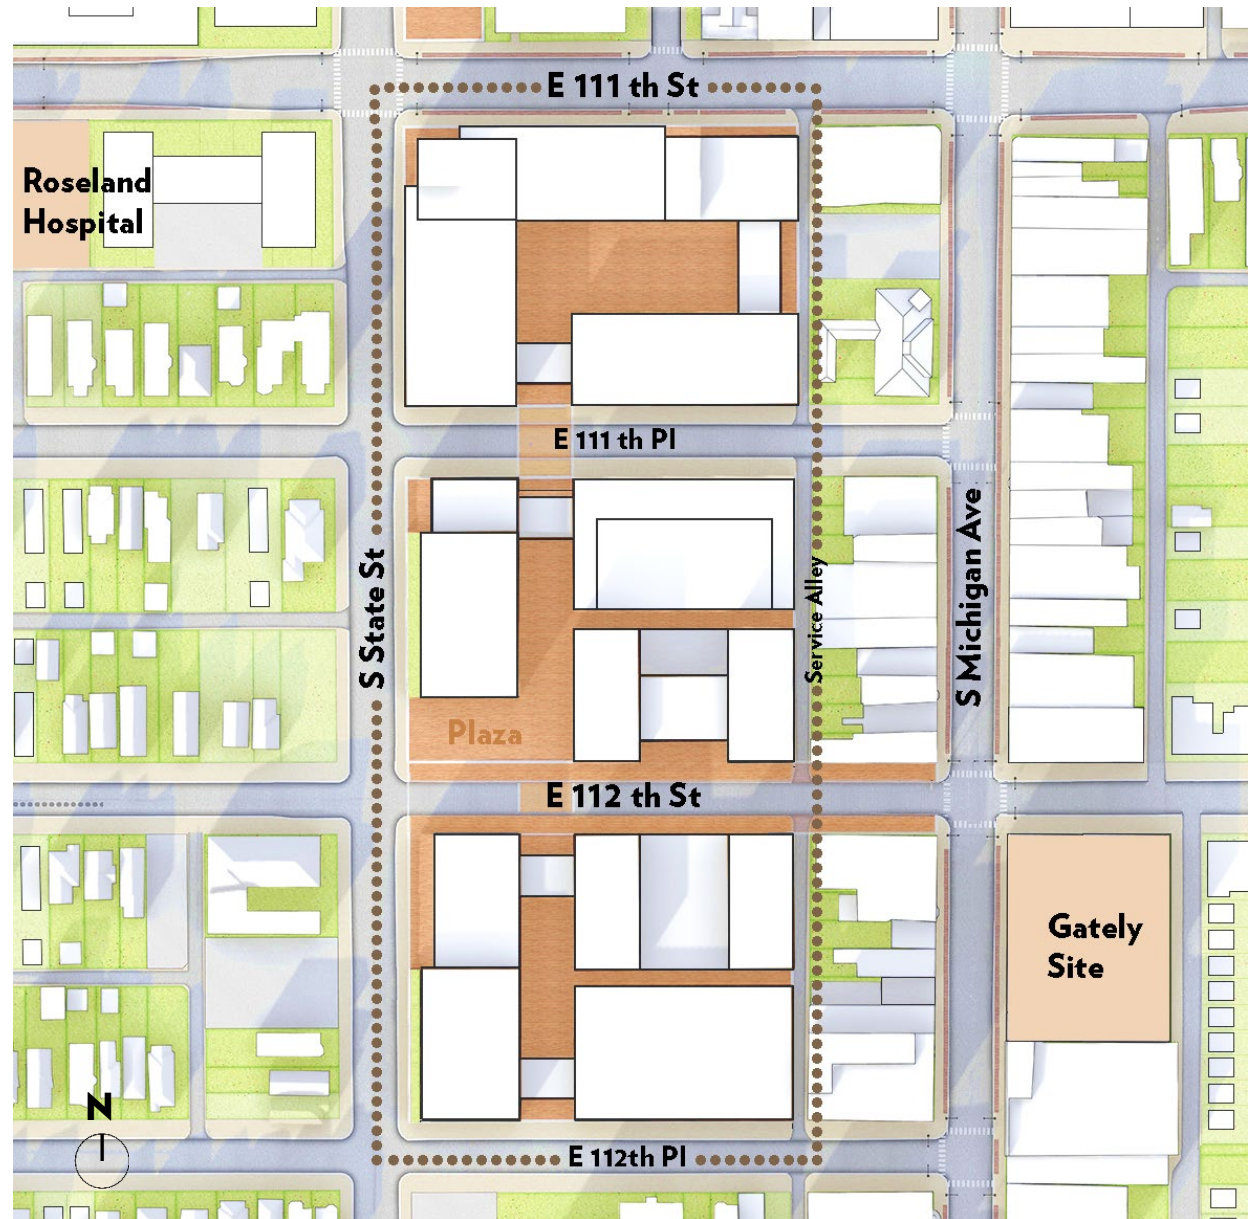 E 111 th St
Roseland
Hospital
E 111 th Pl
S State St
Service Alley
S Michigan Ave
Plaza
E 112 th St
Gately
Site
N
E 112th Pl